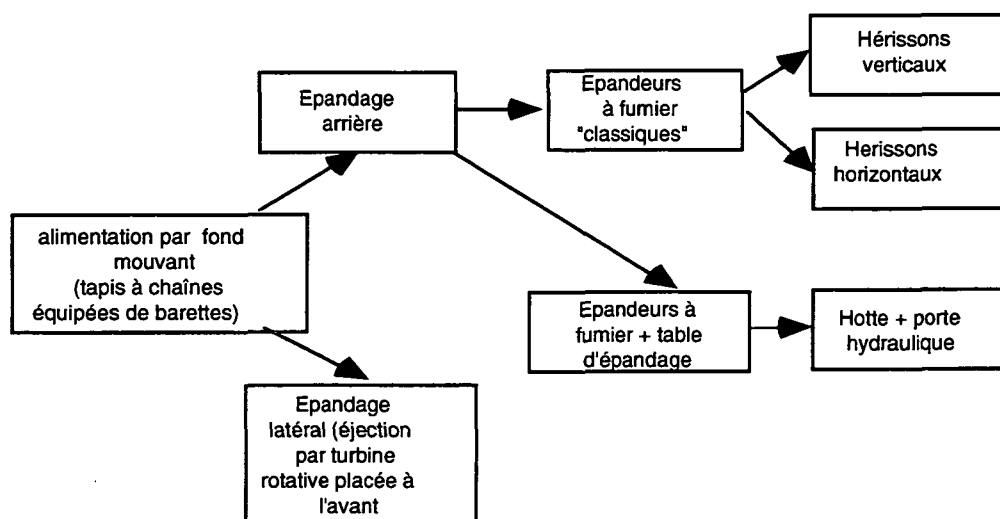 Hérissons
verticaux
Epandage
arrière
Epandeurs
à fumier
"classiques"
Herissons
horizontaux
alimentation par fond
mouvant
(tapis à chaînes
équipées de barettes)
Epandeurs à
fumier + table
d'épandage
Hotte + porte
hydraulique
Epandage
latéral (éjection
par turbine
rotative placée à
l'avant